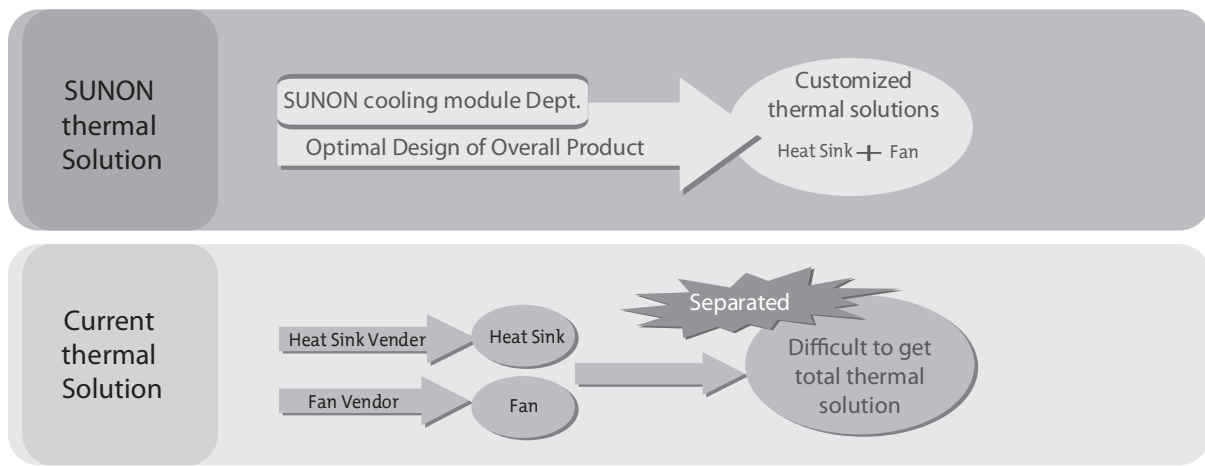 SUNON
thermal
Solution
SUNON cooling module Dept.
Optimal Design of Overall Product
Customized
thermal solutions
Heat Sink + Fan
Current
thermal
Solution
Heat Sink Vender
Heat Sink
Fan Vendor
Fan
Separated
Difficult to get
total thermal
solution